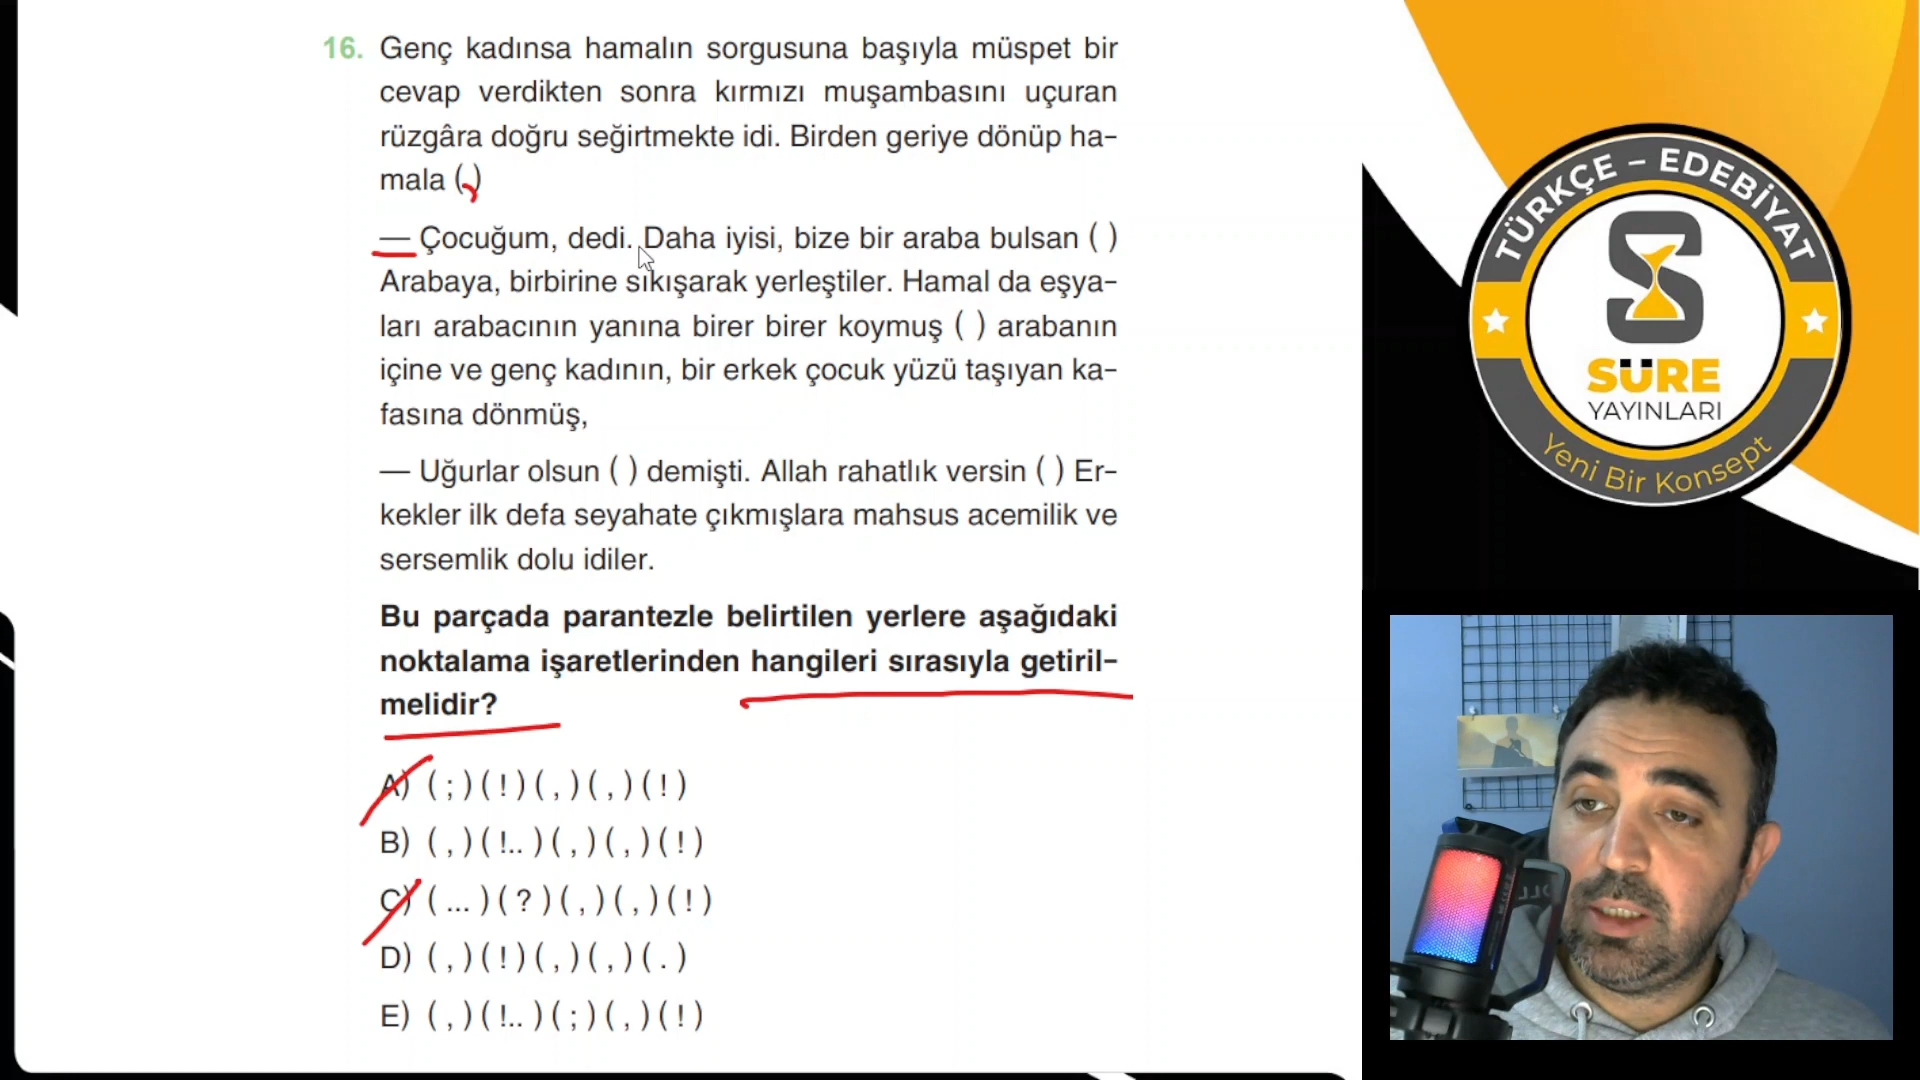 16. Genç kadınsa hamalın sorgusuna başıyla müspet bir
cevap verdikten sonra kırmızı muşambasını uçuran
rüzgâra doğru seğirtmekte idi. Birden geriye dönüp ha-
mala (,)
— Çocuğum, dedi. Daha iyisi, bize bir araba bulsan ( )
Arabaya, birbirine sıkışarak yerleştiler. Hamal da eşya-
ları arabacının yanına birer birer koymuş ( ) arabanın
içine ve genç kadının, bir erkek çocuk yüzü taşıyan ka-
fasına dönmüş,
— Uğurlar olsun ( ) demişti. Allah rahatlık versin ( ) Er-
kekler ilk defa seyahate çıkmışlara mahsus acemilik ve
sersemlik dolu idiler.
Bu parçada parantezle belirtilen yerlere aşağıdaki
noktalama işaretlerinden hangileri sırasıyla getiril-
melidir?
A) ( ; ) ( ! ) ( , ) ( , ) ( ! )
B) ( , ) ( !.. ) ( , ) ( , ) ( ! )
C) ( ... ) ( ? ) ( , ) ( , ) ( ! )
D) ( , ) ( ! ) ( , ) ( , ) ( . )
E) ( , ) ( !.. ) ( ; ) ( , ) ( ! )
TÜRKÇE – EDEBİYAT
SÜRE
YAYINLARI
Yeni Bir Konsept